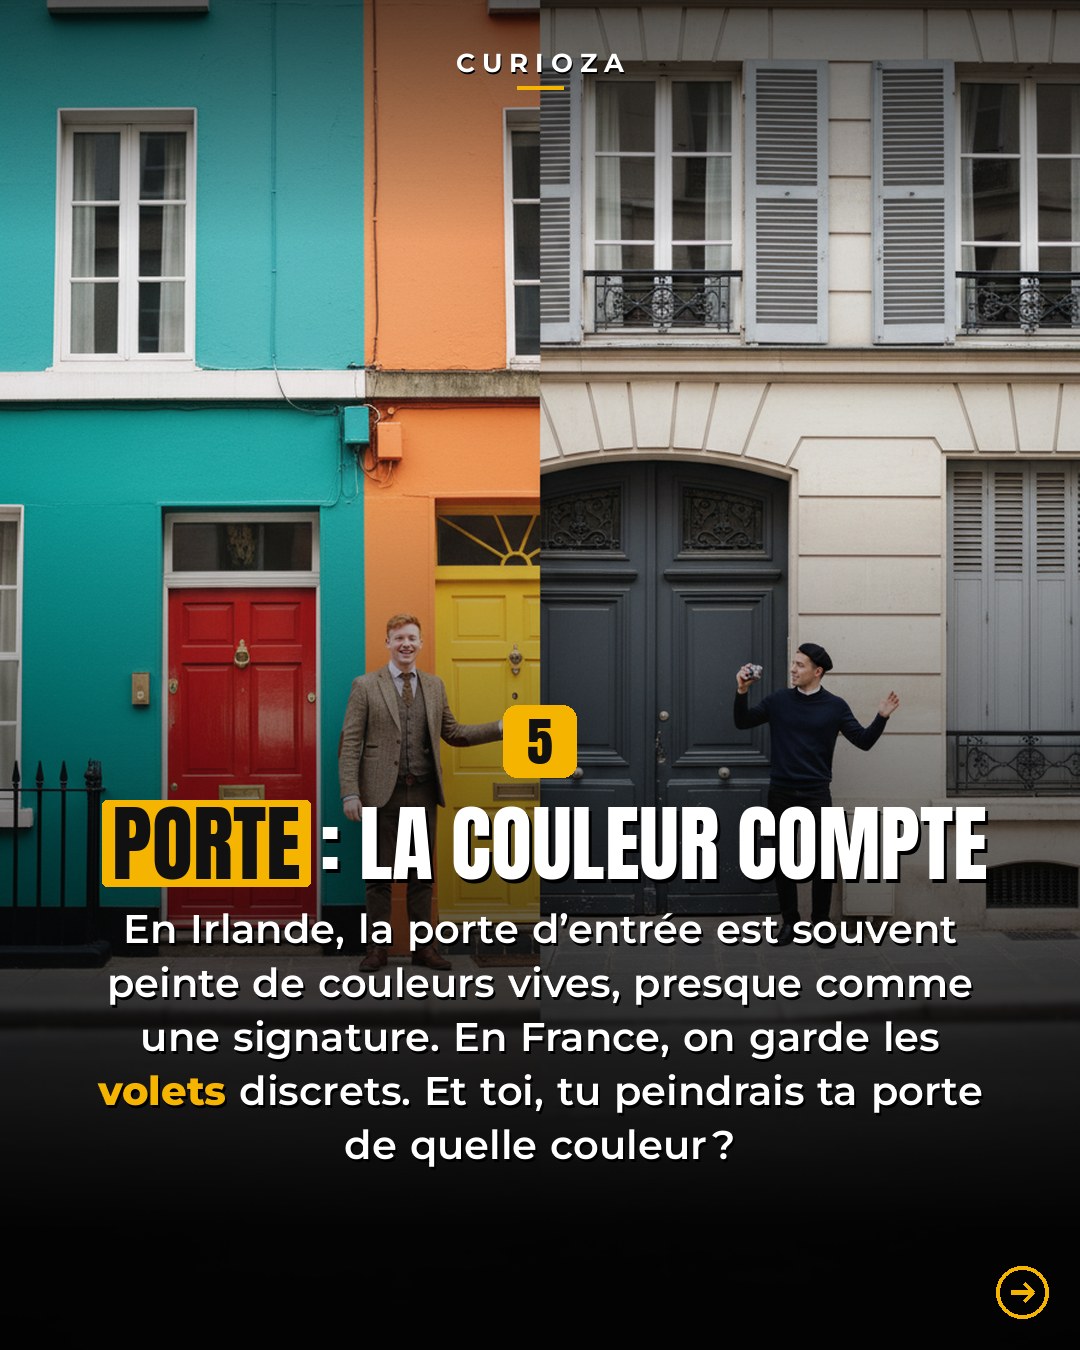 CURIOZA
5
PORTE : LA COULEUR COMPTE
En Irlande, la porte d’entrée est souvent
peinte de couleurs vives, presque comme
une signature. En France, on garde les
volets discrets. Et toi, tu peindrais ta porte
de quelle couleur ?